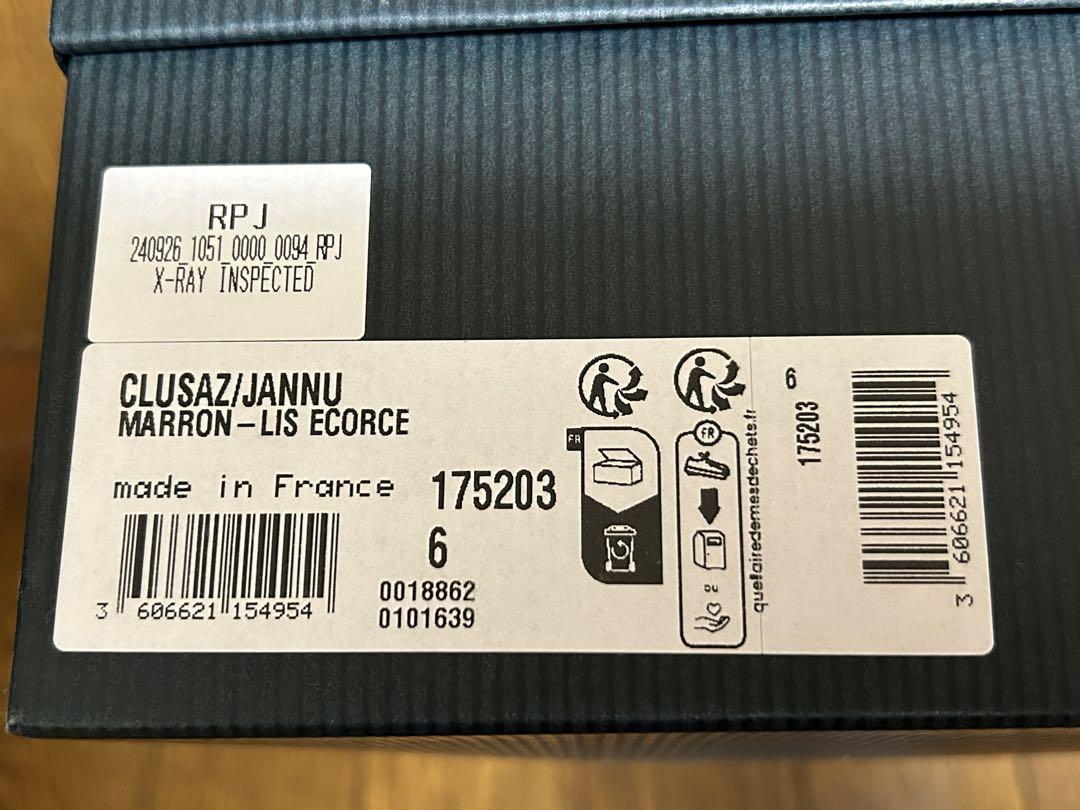 RPJ
240926_1051_0000_0094_RPJ
X-RAY INSPECTED
CLUSAZ/JANNU
MARRON-LIS ECORCE
made in France
175203
6
0018862
0101639
3 606621 154954
FR
FR
ou
quefairedemesdechets.fr
6
175203
3 606621 154954